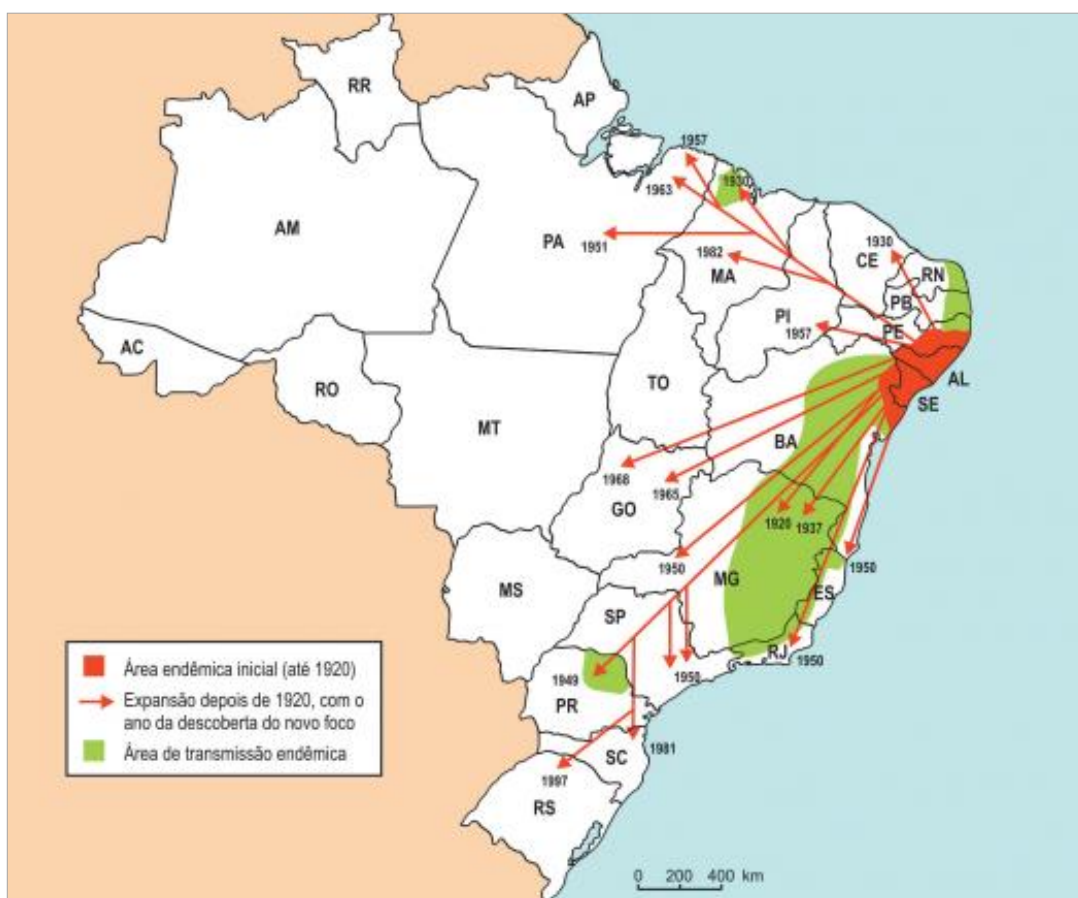 RR
AP
1957
1930
1963
AM
PA
1951
1982
MA
CE
1930
RN
PB
PI
1957
PE
AC
RO
TO
AL
SE
MT
BA
1968
1965
GO
1920
1937
1950
MG
1950
ES
MS
SP
RJ
1950
1950
1949
PR
1981
SC
1997
RS
Área endêmica inicial (até 1920)
Expansão depois de 1920, com o
ano da descoberta do novo foco
Área de transmissão endêmica
0 200 400 km